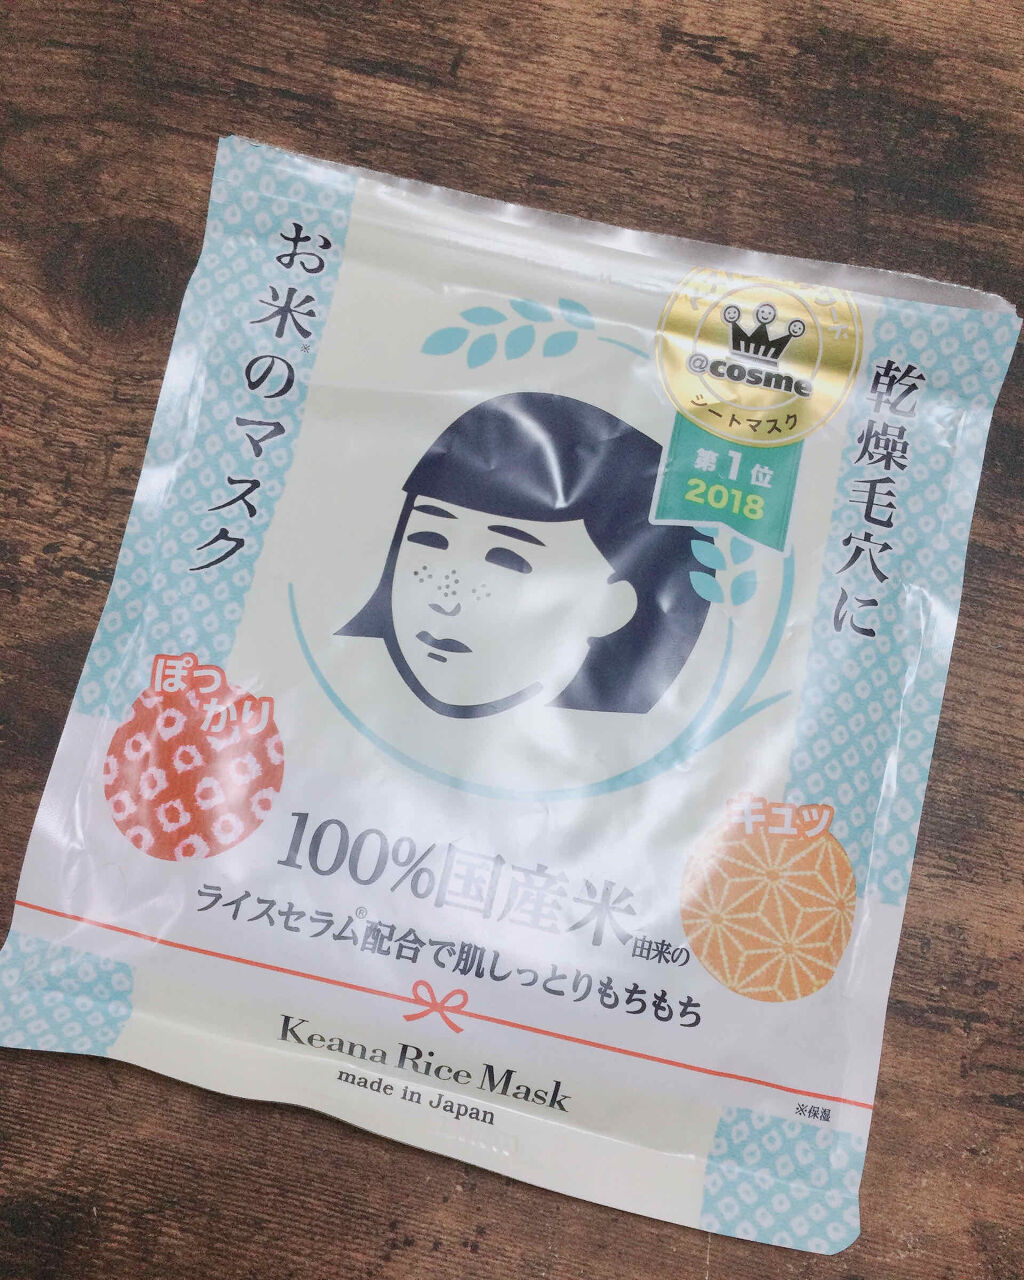 お米※のマスク
乾燥毛穴に
@cosme
シートマスク
第1位
2018
ぽっかり
キュッ
100%国産米由来の
ライスセラム®配合で肌しっとりもちもち
Keana Rice Mask
made in Japan
※保湿